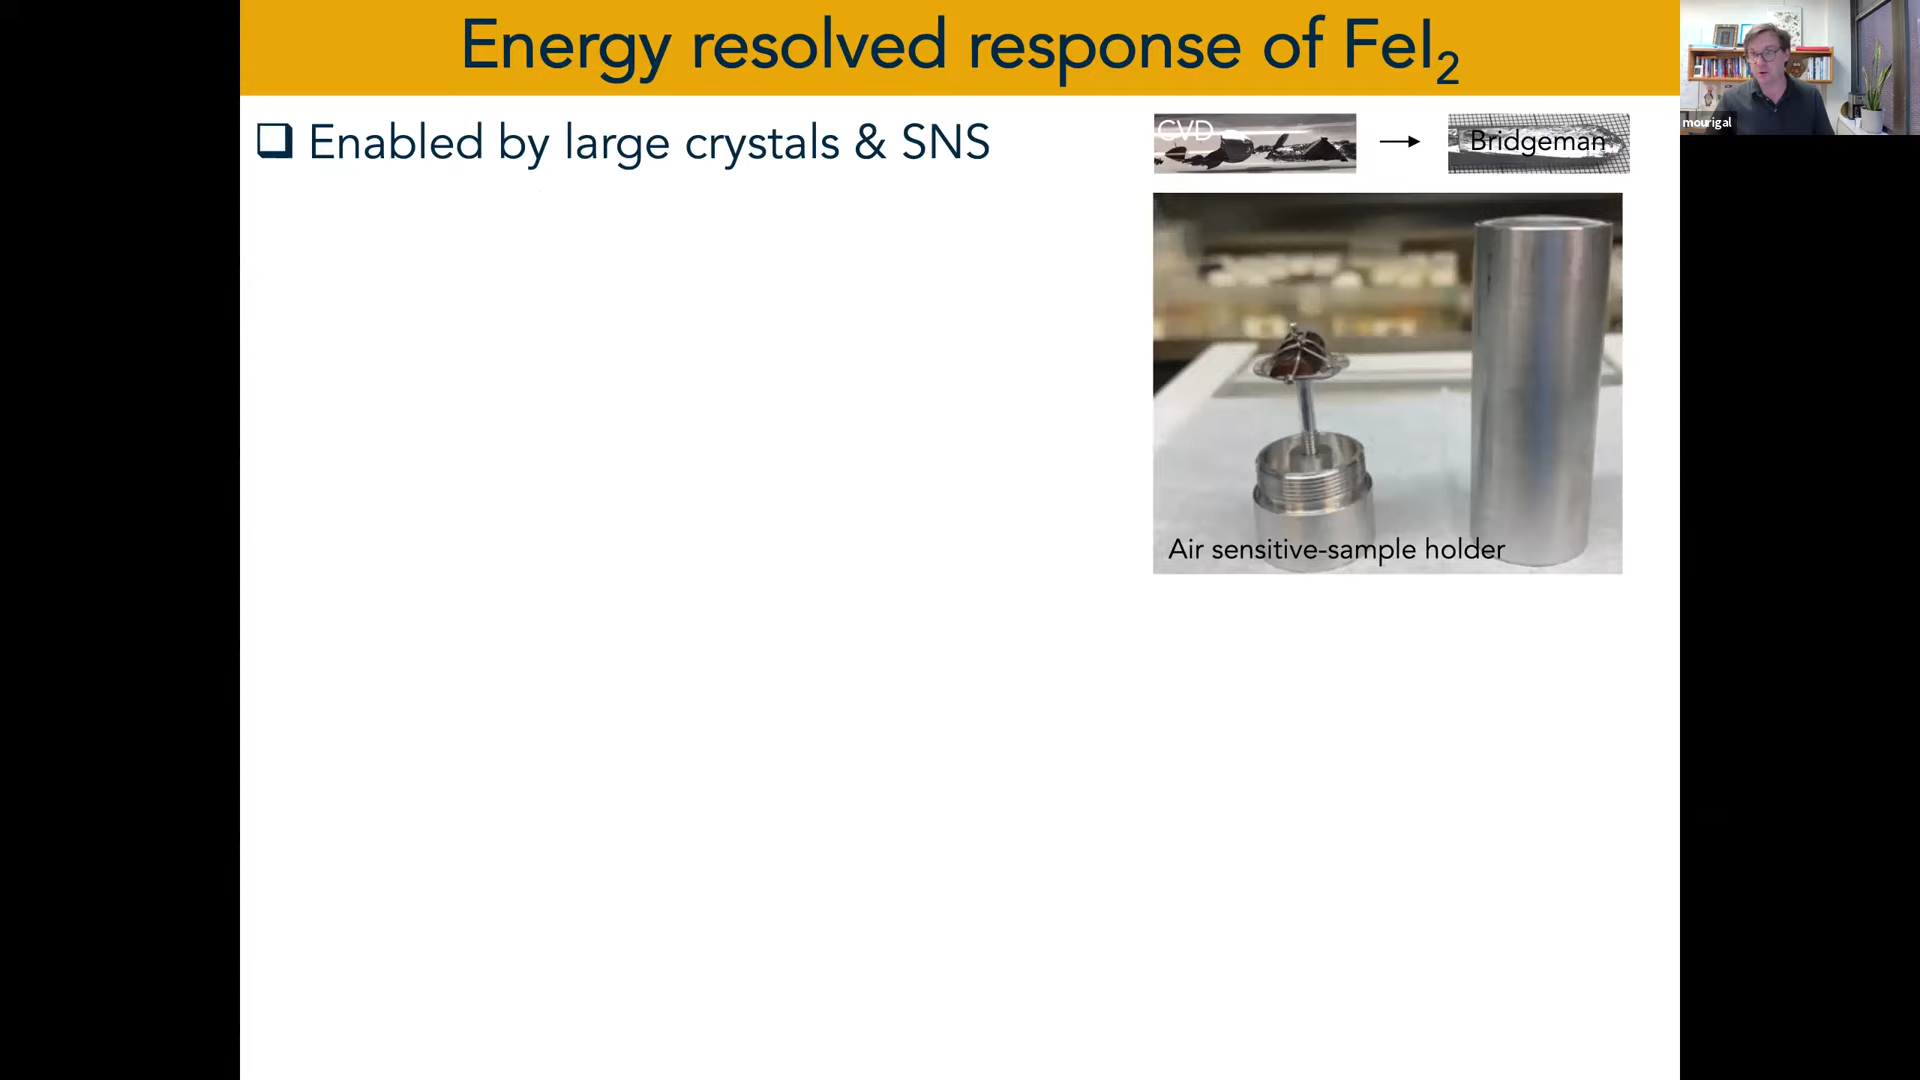 Energy resolved response of FeI2
❑ Enabled by large crystals & SNS
CVD
Bridgeman
mourigal
Air sensitive-sample holder